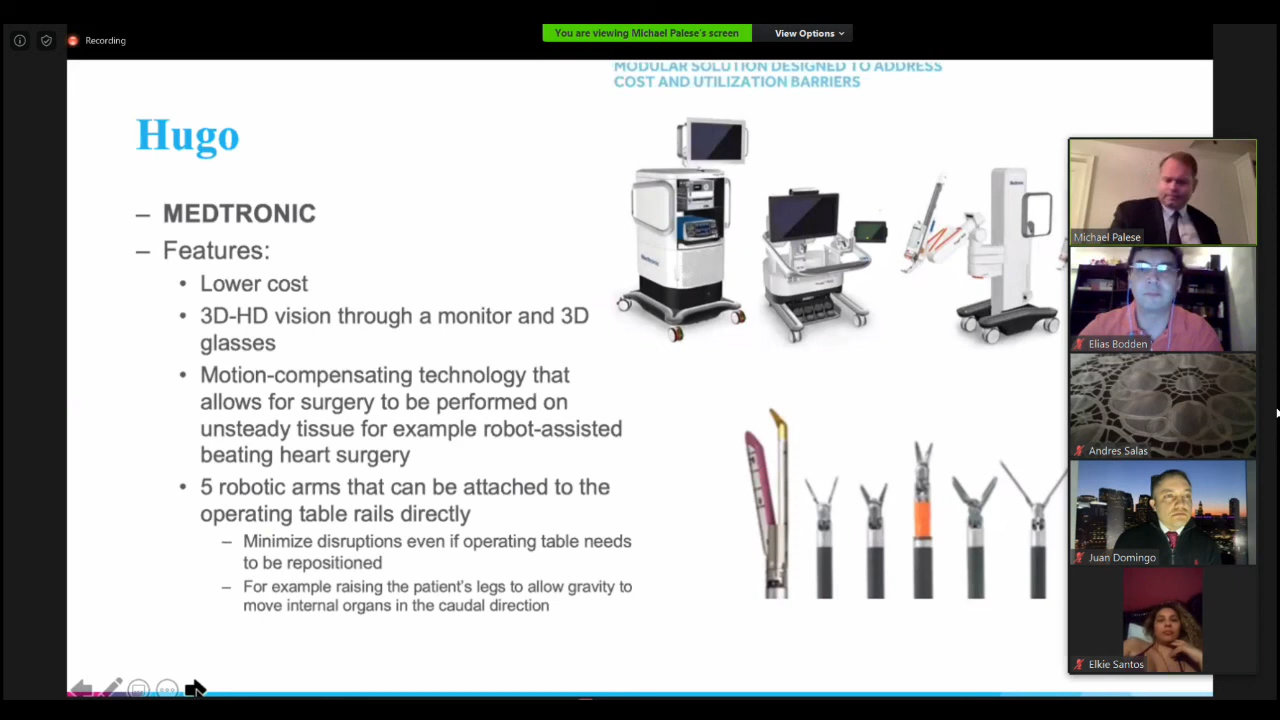 You are viewing Michael Palese's screen
View Options
Recording
MODULAR SOLUTION DESIGNED TO ADDRESS
COST AND UTILIZATION BARRIERS
Hugo
– MEDTRONIC
– Features:
• Lower cost
• 3D-HD vision through a monitor and 3D
glasses
• Motion-compensating technology that
allows for surgery to be performed on
unsteady tissue for example robot-assisted
beating heart surgery
• 5 robotic arms that can be attached to the
operating table rails directly
– Minimize disruptions even if operating table needs
to be repositioned
– For example raising the patient's legs to allow gravity to
move internal organs in the caudal direction
Medtronic
Medtronic
Michael Palese
Elias Bodden
Andres Salas
Juan Domingo
Elkie Santos